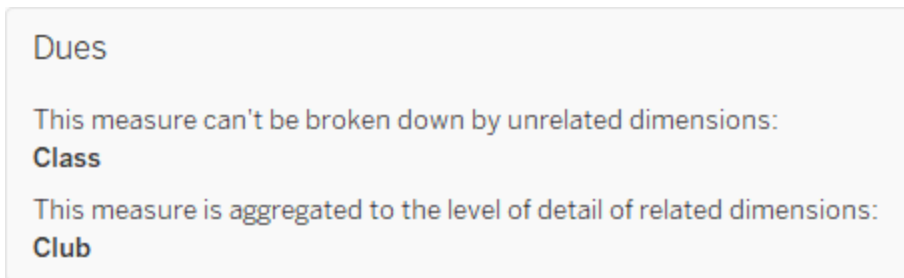 Dues
This measure can't be broken down by unrelated dimensions:
Class
This measure is aggregated to the level of detail of related dimensions:
Club